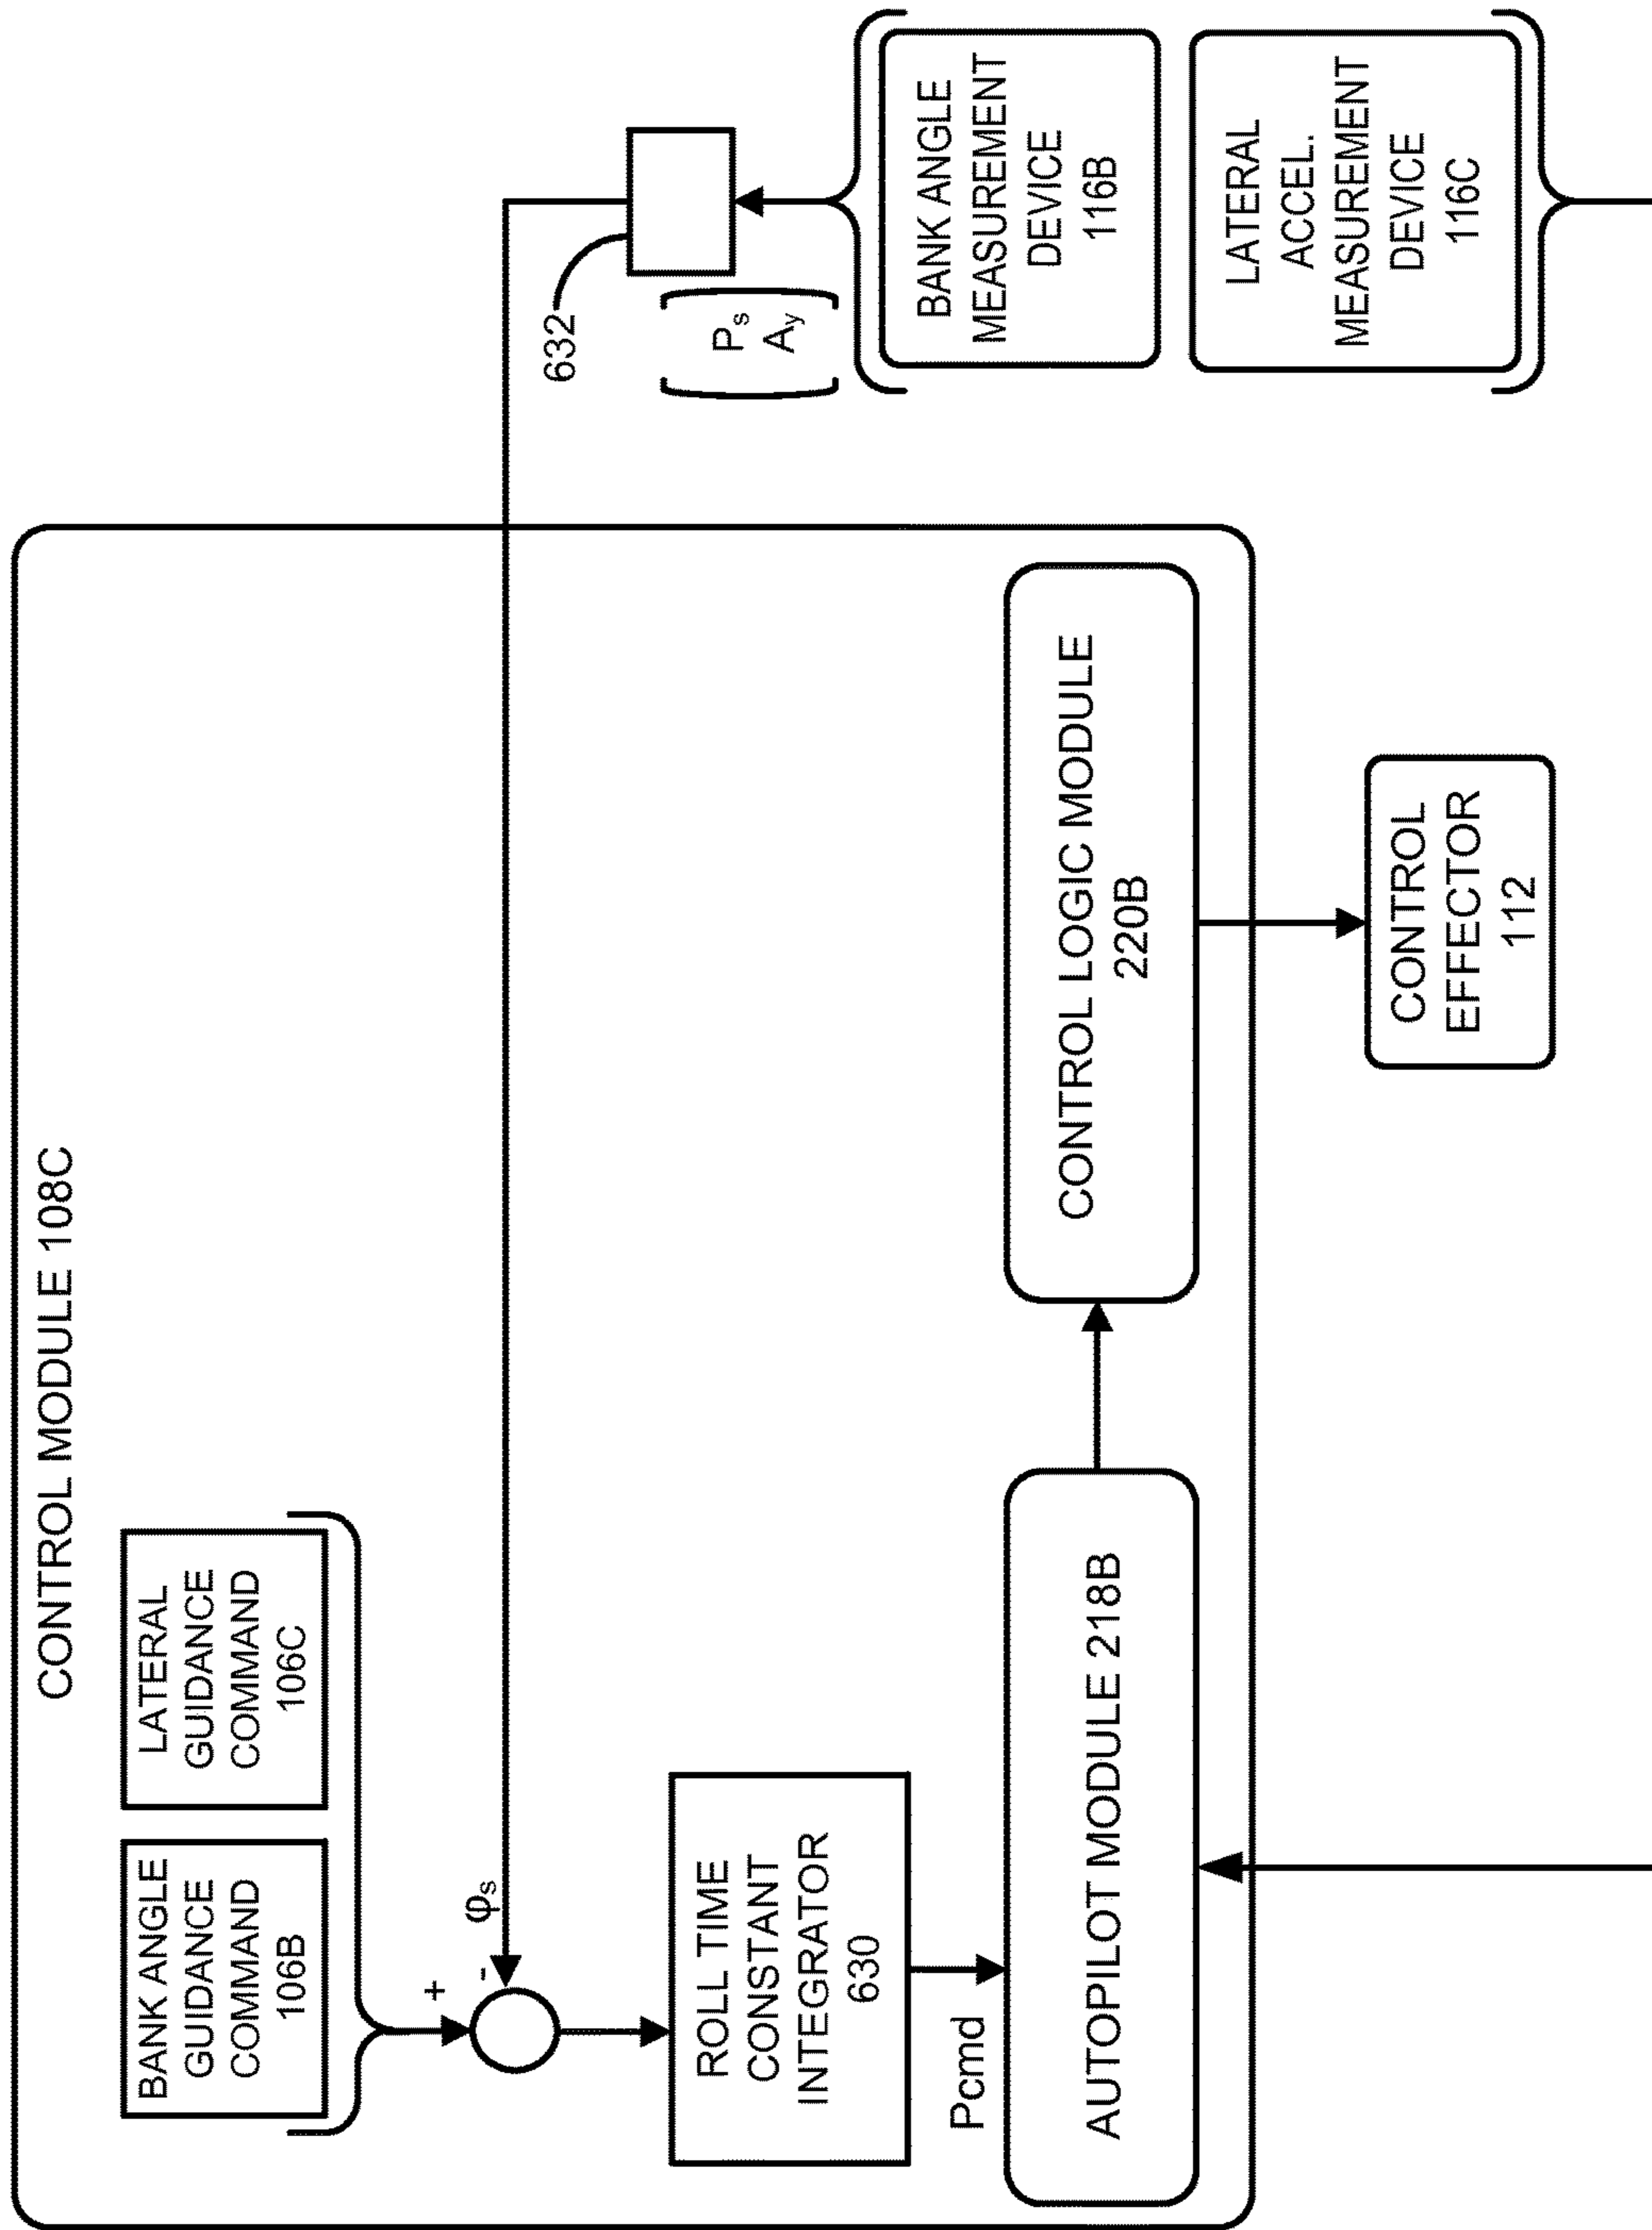 CONTROL MODULE 108C
BANK ANGLE
GUIDANCE
COMMAND
106B
LATERAL
GUIDANCE
COMMAND
106C
+
-
φs
ROLL TIME
CONSTANT
INTEGRATOR
630
Pcmd
AUTOPILOT MODULE 218B
CONTROL LOGIC MODULE
220B
CONTROL
EFFECTOR
112
632
Ps
Ay
BANK ANGLE
MEASUREMENT
DEVICE
116B
LATERAL
ACCEL.
MEASUREMENT
DEVICE
116C